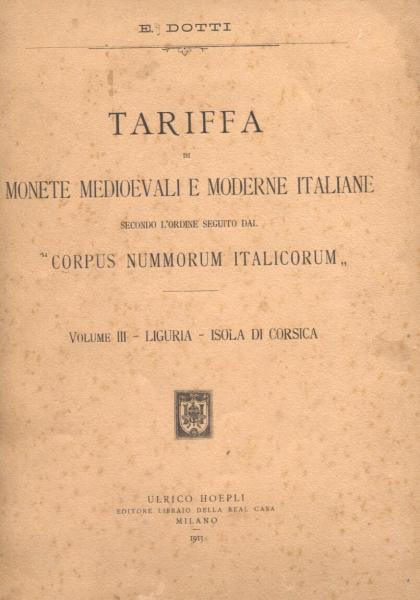 E. DOTTI
TARIFFA
DI
MONETE MEDIOEVALI E MODERNE ITALIANE
SECONDO L'ORDINE SEGUITO DAL
“CORPUS NUMMORUM ITALICORUM„
VOLUME III - LIGURIA - ISOLA DI CORSICA
ULRICO HOEPLI
EDITORE LIBRAIO DELLA REAL CASA
MILANO
1913